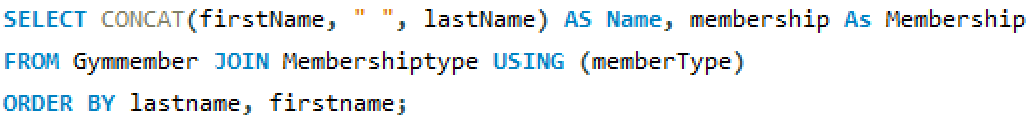 SELECT CONCAT(firstName, " ", lastName) AS Name, membership As Membership
FROM Gymmember JOIN Membershiptype USING (memberType)
ORDER BY lastname, firstname;